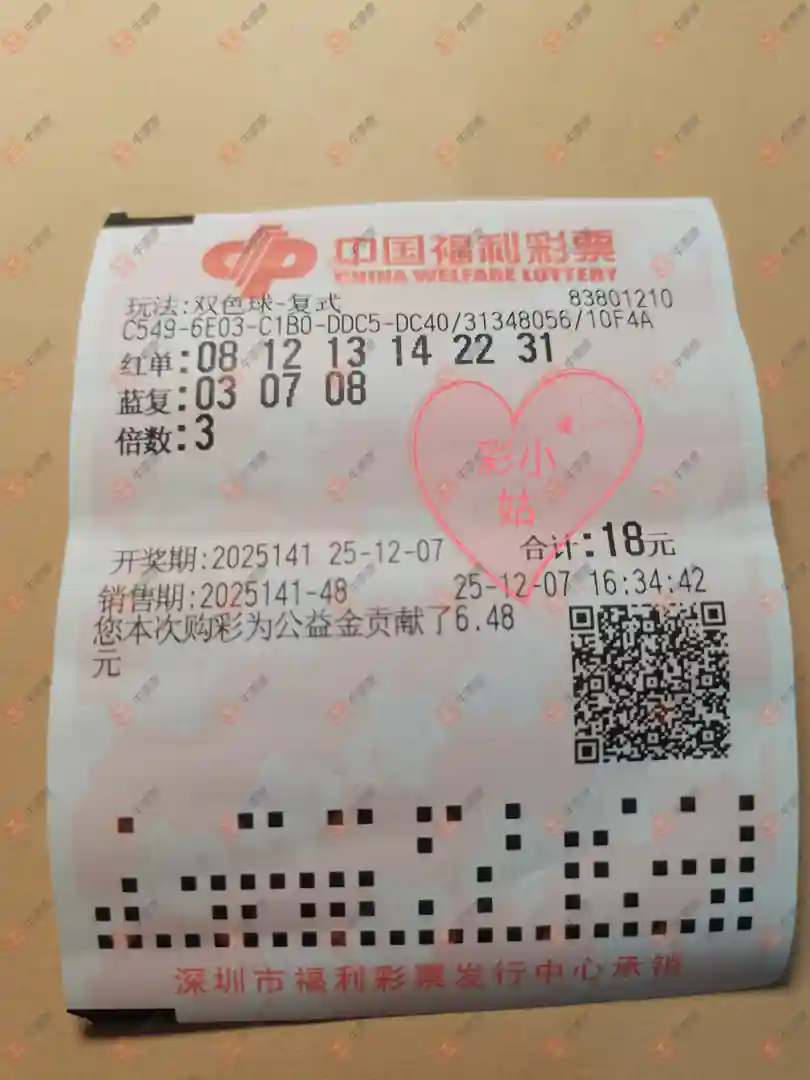 中国福利彩票
CHINA WELFARE LOTTERY
玩法:双色球-复式 83801210
C549-6E03-C1B0-DDC5-DC40/31348056/10F4A
红单:08 12 13 14 22 31
蓝复:03 07 08
倍数:3
彩小
姑
开奖期:2025141 25-12-07 合计:18元
销售期:2025141-48 25-12-07 16:34:42
您本次购彩为公益金贡献了6.48
元
深圳市福利彩票发行中心承销